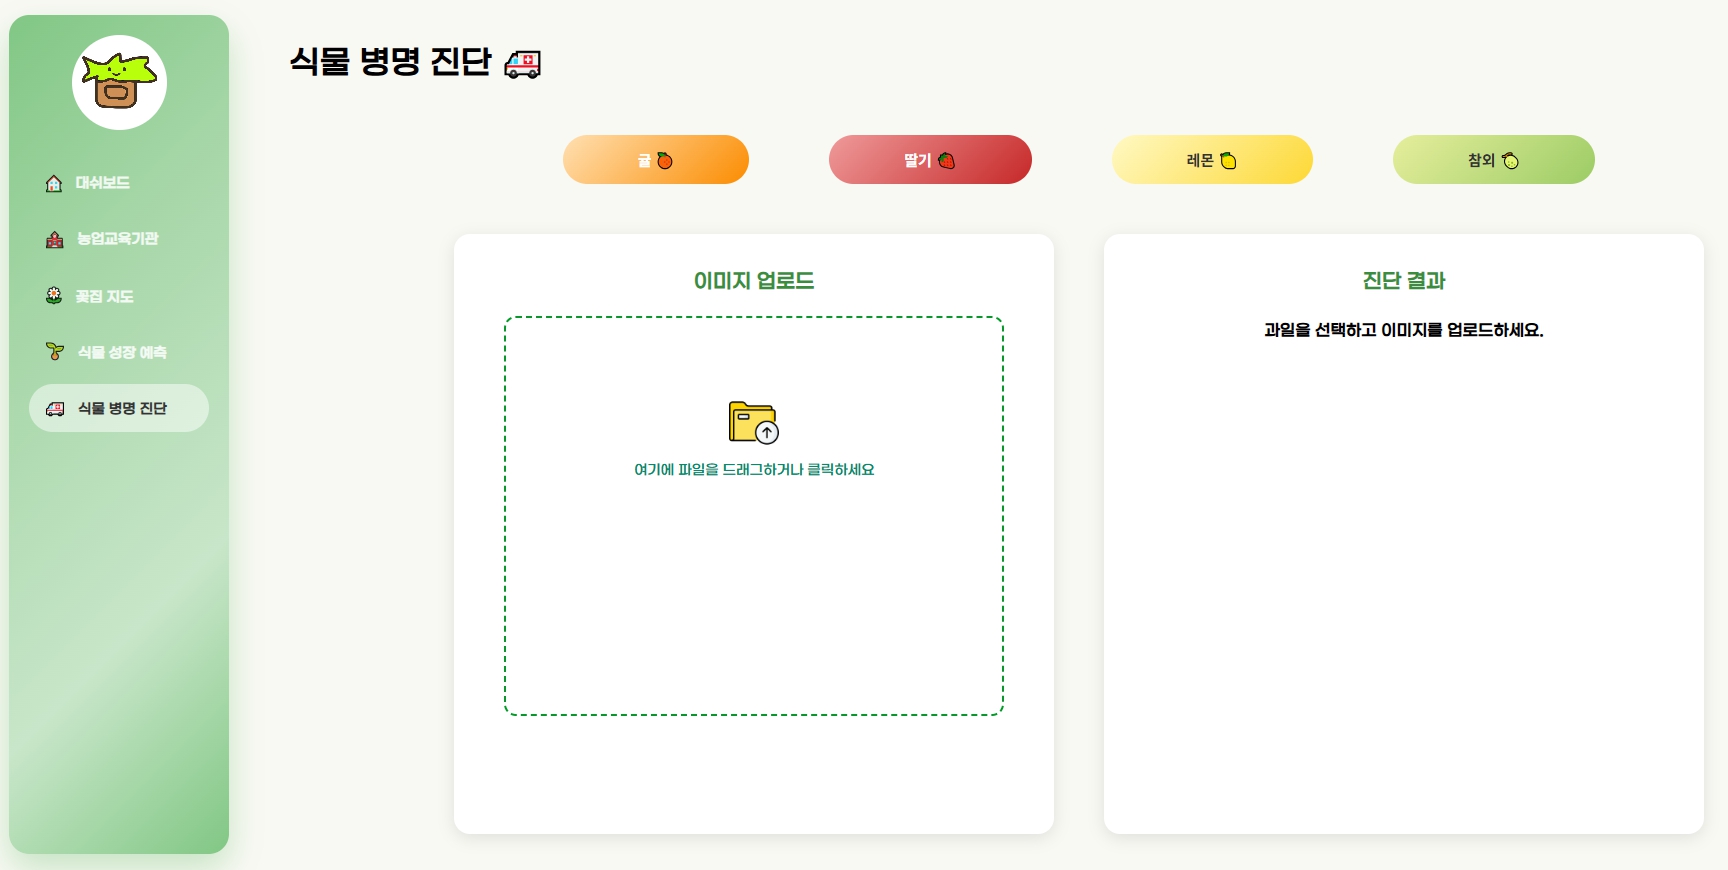 식물 병명 진단
대쉬보드
농업교육기관
꽃집 지도
식물 성장 예측
식물 병명 진단
귤
딸기
레몬
참외
이미지 업로드
여기에 파일을 드래그하거나 클릭하세요
진단 결과
과일을 선택하고 이미지를 업로드하세요.